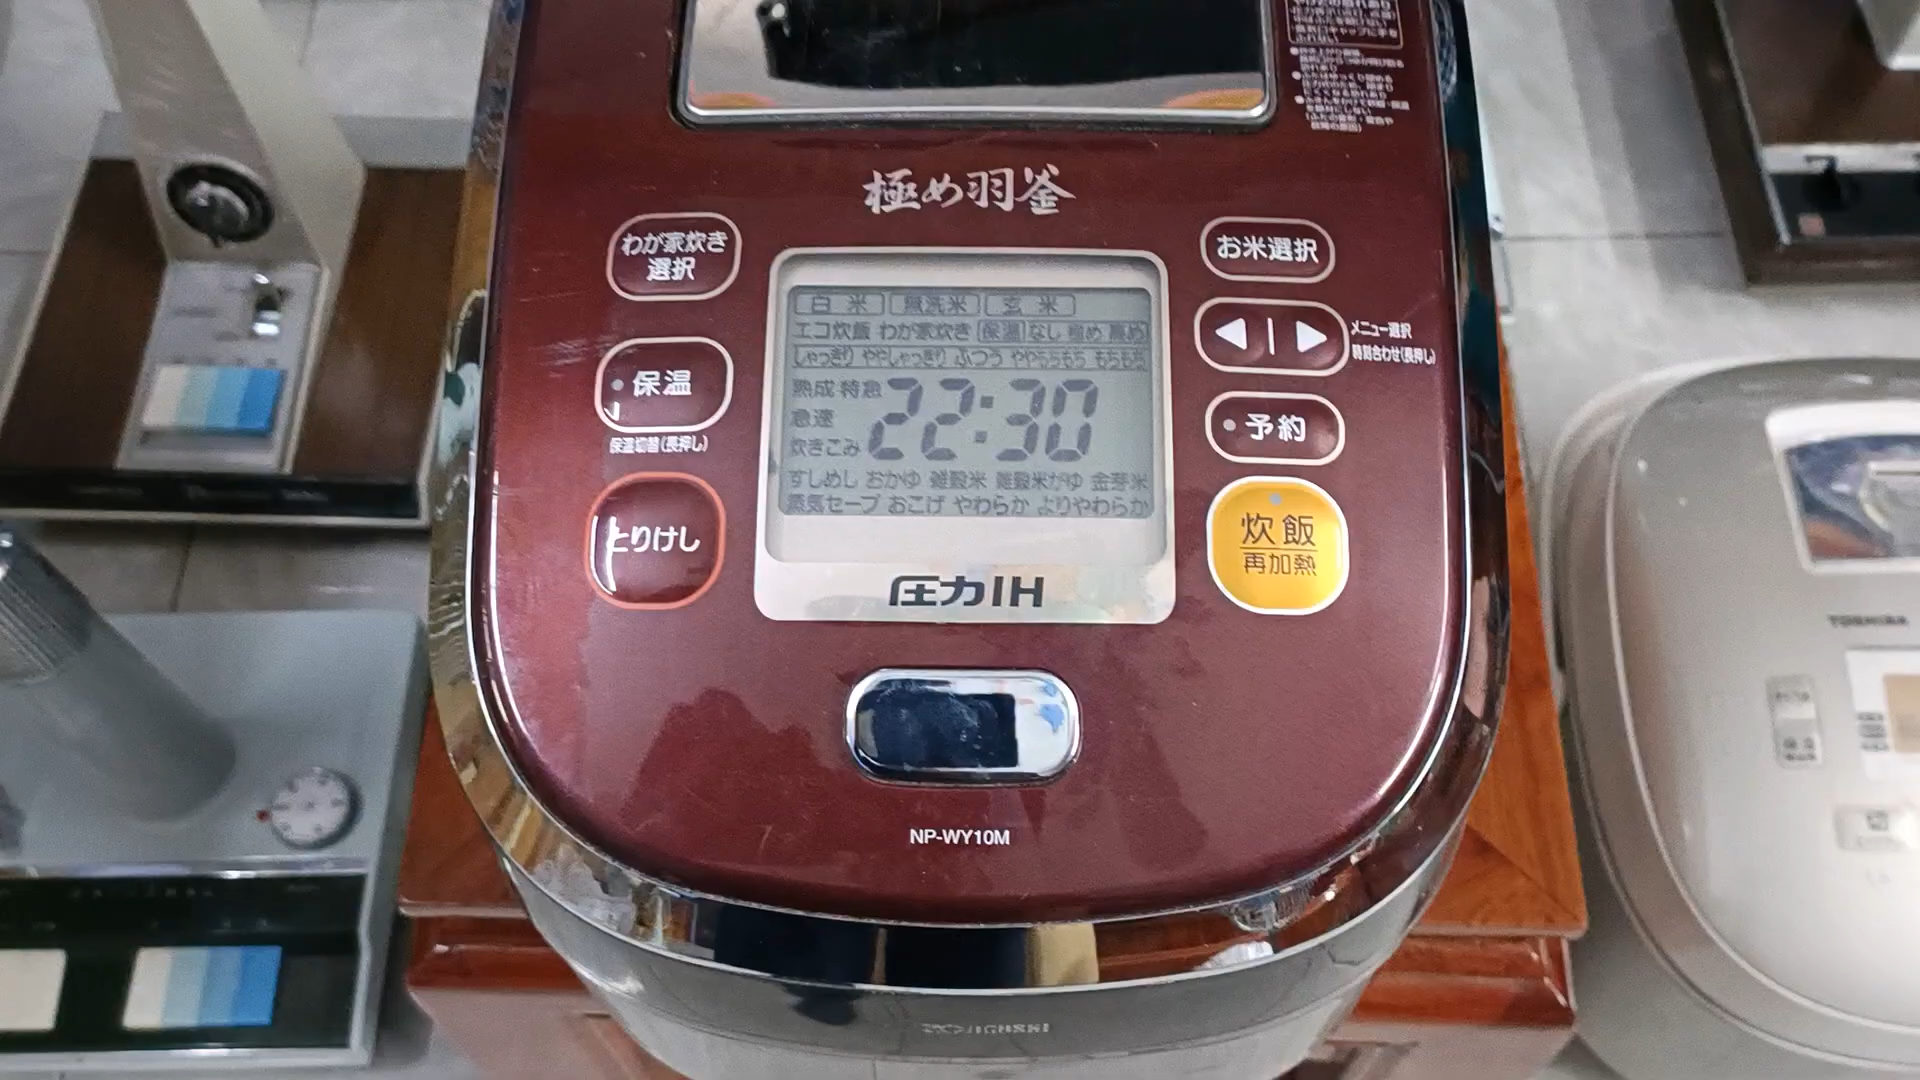 極め羽釜
わが家炊き
選択
お米選択
メニュー選択
時刻合わせ(長押し)
保温
保温切替(長押し)
予約
とりけし
炊飯
再加熱
白米 無洗米 玄米
エコ炊飯 わが家炊き 保温 なし 極め 高め
しゃっきり ややしゃっきり ふつう ややもちもち もちもち
熟成 特急
急速
炊きこみ
22:30
すしめし おかゆ 雑穀米 雑穀米がゆ 金芽米
蒸気セーブ おこげ やわらか よりやわらか
圧力IH
NP-WY10M
ZOJIRUSHI
TOSHIBA